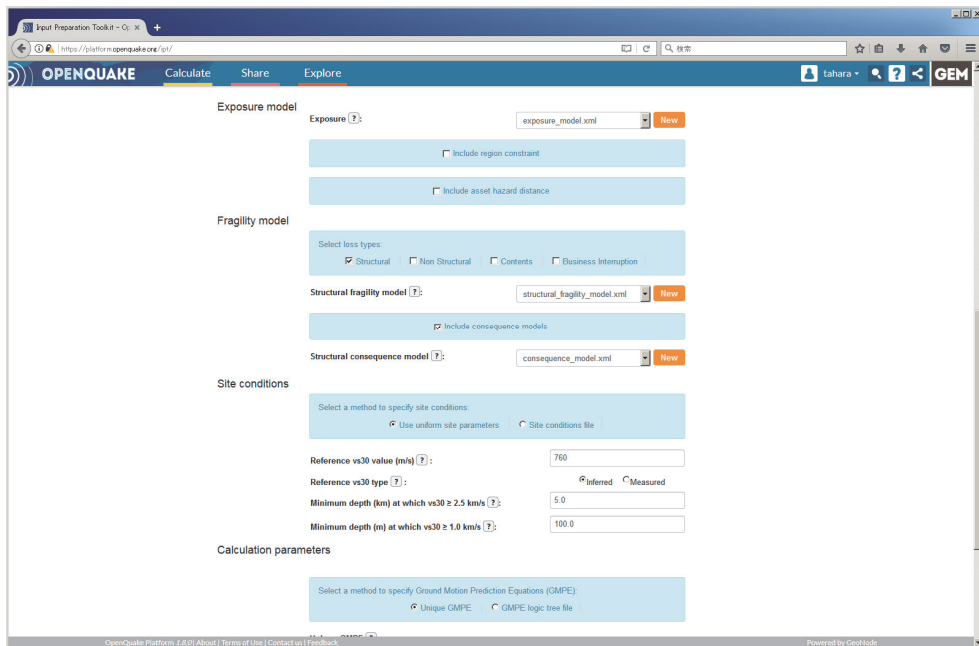 Input Preparation Toolkit - Op
https://platform.openquake.org/ipt/
検索
OPENQUAKE Calculate Share Explore tahara ? GEM
Exposure model
Exposure ? : exposure_model.xml New
Include region constraint
Include asset hazard distance
Fragility model
Select loss types:
Structural Non Structural Contents Business Interruption
Structural fragility model ? : structural_fragility_model.xml New
Include consequence models
Structural consequence model ? : consequence_model.xml New
Site conditions
Select a method to specify site conditions:
Use uniform site parameters Site conditions file
Reference vs30 value (m/s) ? : 760
Reference vs30 type ? : Inferred Measured
Minimum depth (km) at which vs30 ≥ 2.5 km/s ? : 5.0
Minimum depth (m) at which vs30 ≥ 1.0 km/s ? : 100.0
Calculation parameters
Select a method to specify Ground Motion Prediction Equations (GMPE):
Unique GMPE GMPE logic tree file
OpenQuake Platform 1.8.0 | About | Terms of Use | Contact us | Feedback Powered by GeoNode